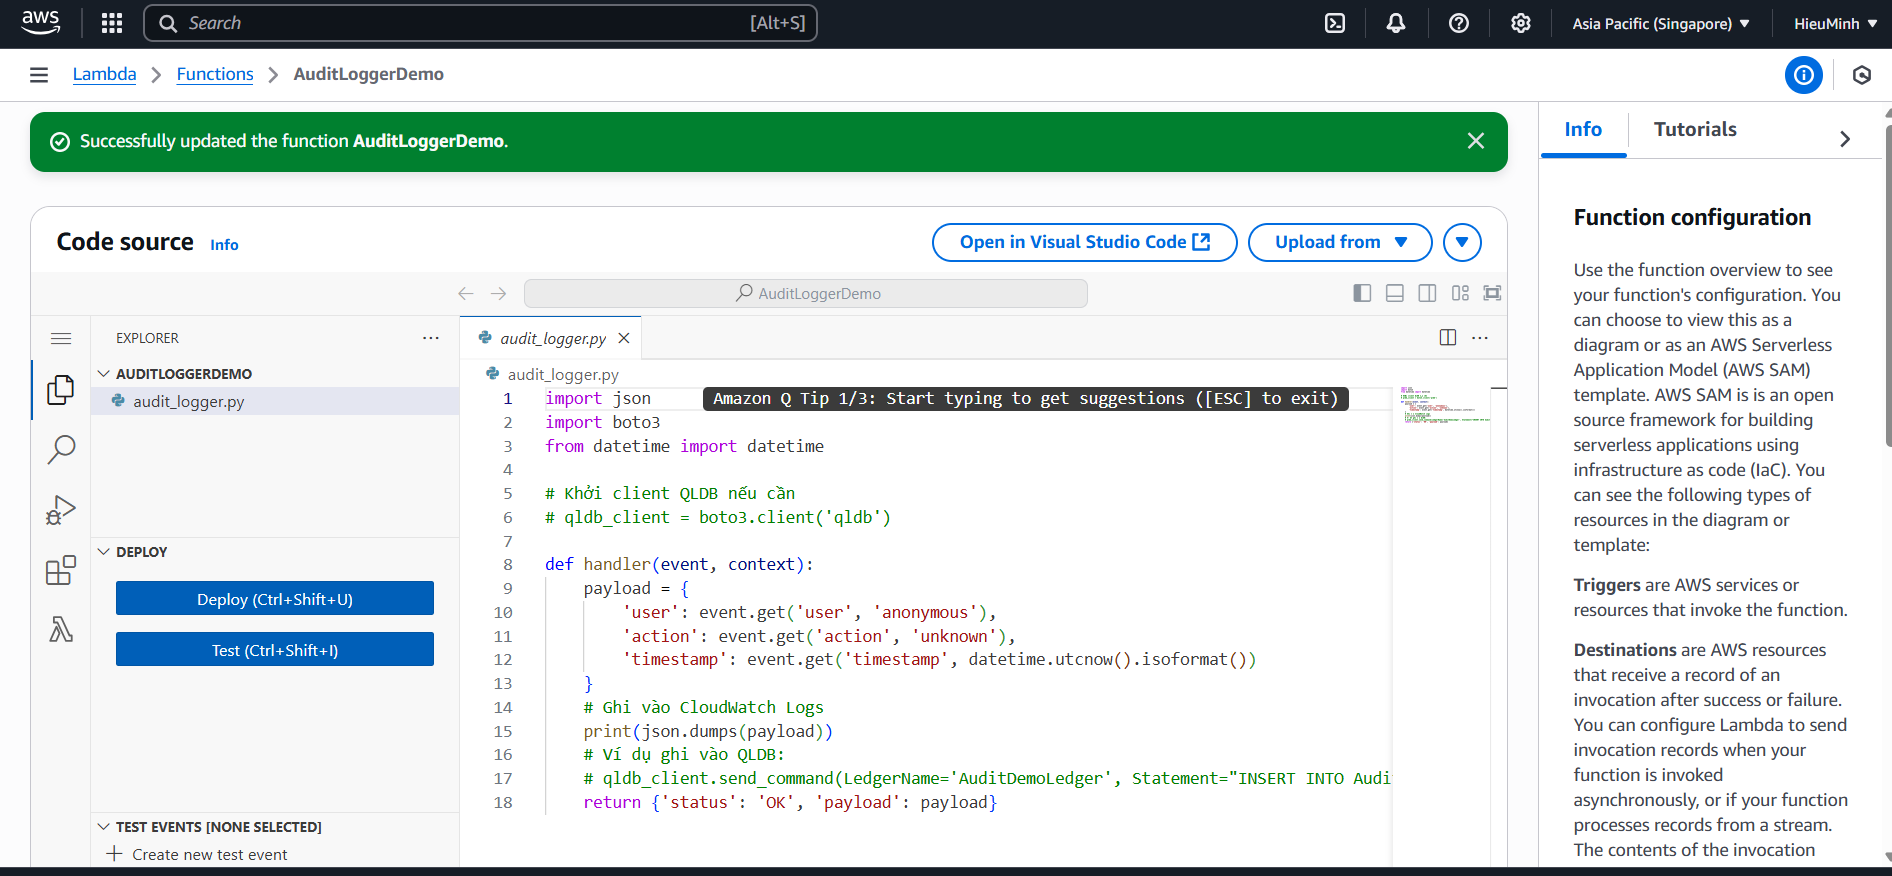 aws
Search [Alt+S]
Asia Pacific (Singapore)
HieuMinh
Lambda
Functions
AuditLoggerDemo
Successfully updated the function AuditLoggerDemo.
Code source Info
Open in Visual Studio Code
Upload from
AuditLoggerDemo
EXPLORER
AUDITLOGGERDEMO
audit_logger.py
DEPLOY
Deploy (Ctrl+Shift+U)
Test (Ctrl+Shift+I)
TEST EVENTS [NONE SELECTED]
Create new test event
audit_logger.py
audit_logger.py
1 import json
Amazon Q Tip 1/3: Start typing to get suggestions ([ESC] to exit)
2 import boto3
3 from datetime import datetime
4
5 # Khởi client QLDB nếu cần
6 # qldb_client = boto3.client('qldb')
7
8 def handler(event, context):
9 payload = {
10 'user': event.get('user', 'anonymous'),
11 'action': event.get('action', 'unknown'),
12 'timestamp': event.get('timestamp', datetime.utcnow().isoformat())
13 }
14 # Ghi vào CloudWatch Logs
15 print(json.dumps(payload))
16 # Ví dụ ghi vào QLDB:
17 # qldb_client.send_command(LedgerName='AuditDemoLedger', Statement="INSERT INTO Audi
18 return {'status': 'OK', 'payload': payload}
Info
Tutorials
Function configuration
Use the function overview to see
your function's configuration. You
can choose to view this as a
diagram or as an AWS Serverless
Application Model (AWS SAM)
template. AWS SAM is is an open
source framework for building
serverless applications using
infrastructure as code (IaC). You
can see the following types of
resources in the diagram or
template:
Triggers are AWS services or
resources that invoke the function.
Destinations are AWS resources
that receive a record of an
invocation after success or failure.
You can configure Lambda to send
invocation records when your
function is invoked
asynchronously, or if your function
processes records from a stream.
The contents of the invocation